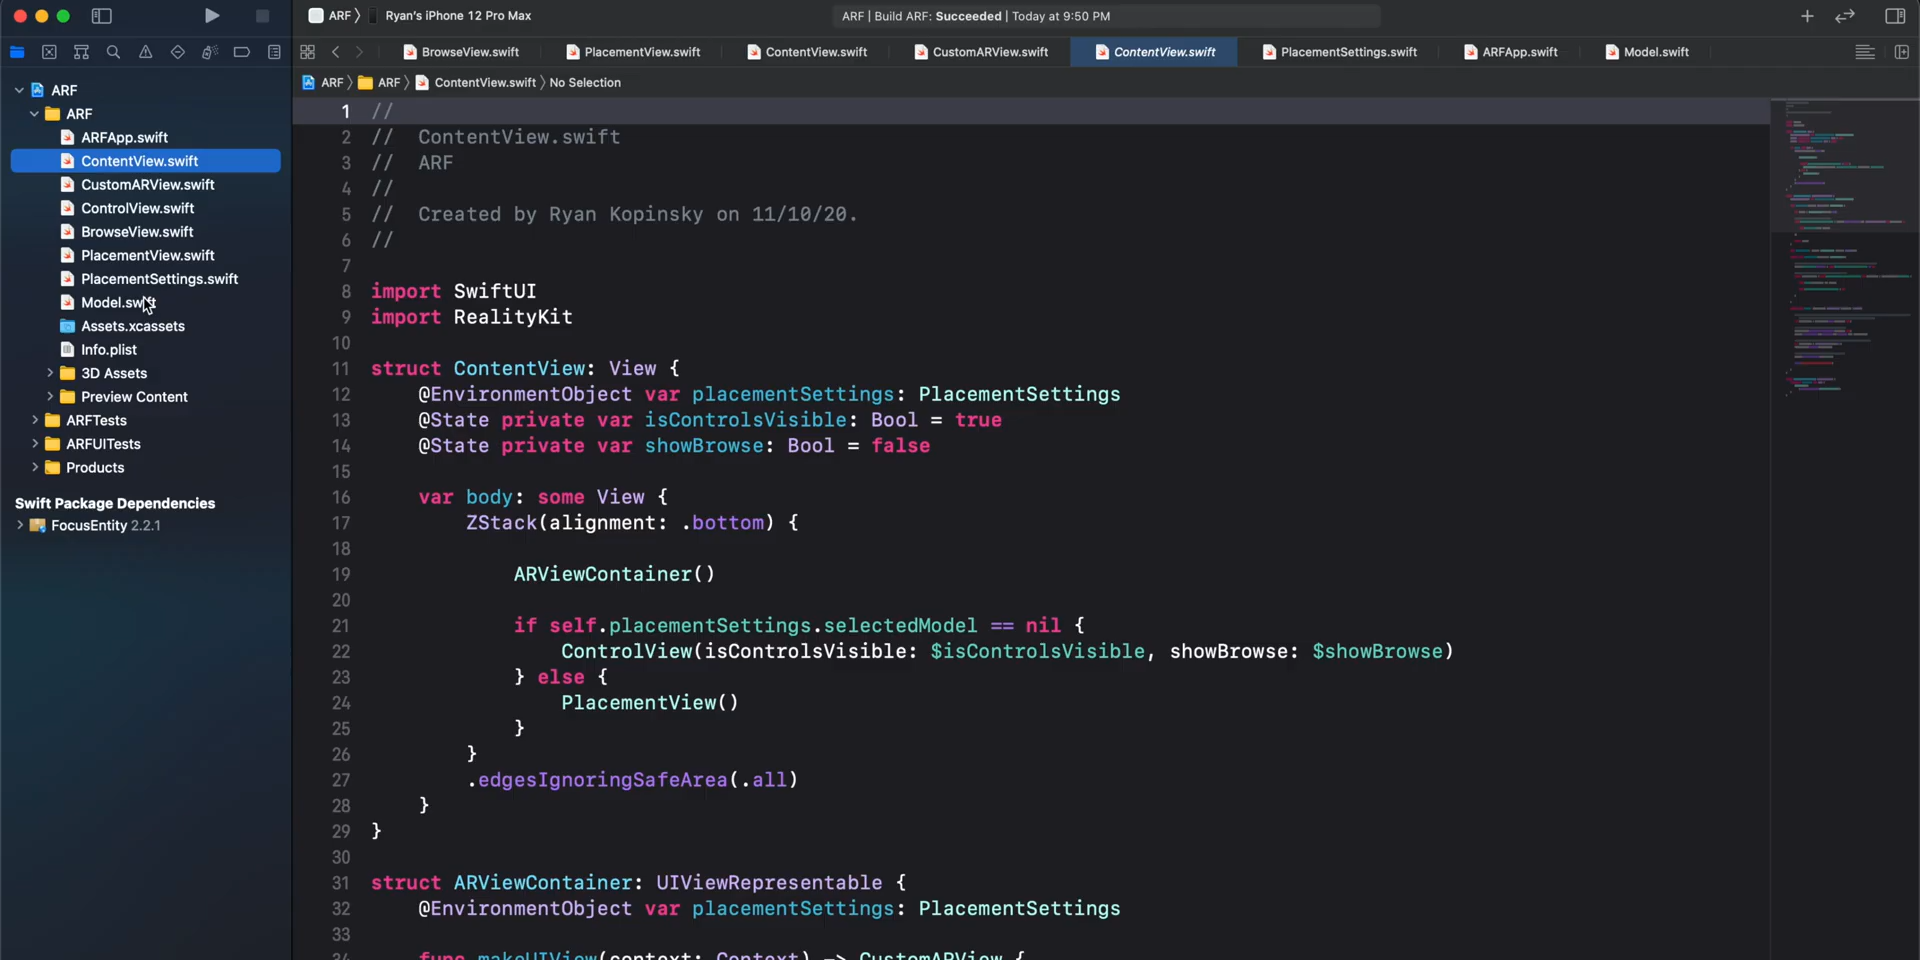 ARF ⟩ Ryan's iPhone 12 Pro Max
ARF | Build ARF: Succeeded | Today at 9:50 PM
BrowseView.swift
PlacementView.swift
ContentView.swift
CustomARView.swift
ContentView.swift
PlacementSettings.swift
ARFApp.swift
Model.swift
ARF ⟩ ARF ⟩ ContentView.swift ⟩ No Selection
ARF
ARF
ARFApp.swift
ContentView.swift
CustomARView.swift
ControlView.swift
BrowseView.swift
PlacementView.swift
PlacementSettings.swift
Model.swift
Assets.xcassets
Info.plist
3D Assets
Preview Content
ARFTests
ARFUITests
Products
Swift Package Dependencies
FocusEntity 2.2.1
1 //
2 //  ContentView.swift
3 //  ARF
4 //
5 //  Created by Ryan Kopinsky on 11/10/20.
6 //
7
8 import SwiftUI
9 import RealityKit
10
11 struct ContentView: View {
12     @EnvironmentObject var placementSettings: PlacementSettings
13     @State private var isControlsVisible: Bool = true
14     @State private var showBrowse: Bool = false
15
16     var body: some View {
17         ZStack(alignment: .bottom) {
18
19             ARViewContainer()
20
21             if self.placementSettings.selectedModel == nil {
22                 ControlView(isControlsVisible: $isControlsVisible, showBrowse: $showBrowse)
23             } else {
24                 PlacementView()
25             }
26         }
27         .edgesIgnoringSafeArea(.all)
28     }
29 }
30
31 struct ARViewContainer: UIViewRepresentable {
32     @EnvironmentObject var placementSettings: PlacementSettings
33
34     func makeUIView(context: Context) -> CustomARView {